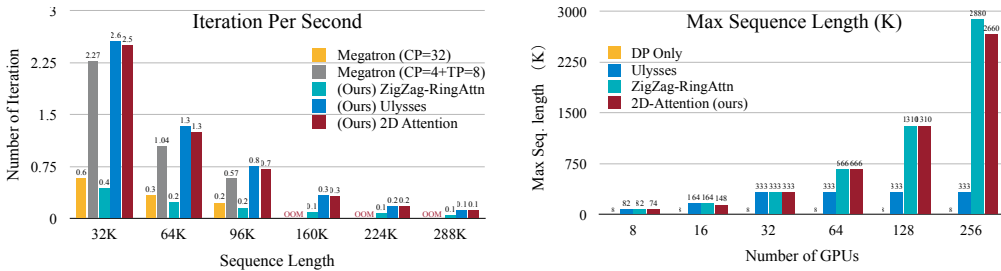 Iteration Per Second
Number of Iteration
3
2.25
1.5
0.75
0
Megatron (CP=32)
Megatron (CP=4+TP=8)
(Ours) ZigZag-RingAttn
(Ours) Ulysses
(Ours) 2D Attention
0.6 2.27 0.4 2.6 2.5
0.3 1.04 0.2 1.3 1.3
0.2 0.57 0.2 0.8 0.7
OOM 0.1 0.3 0.3
OOM 0.1 0.2 0.2
OOM 0.1 0.1 0.1
32K 64K 96K 160K 224K 288K
Sequence Length
Max Sequence Length (K)
Max Seq. length (K)
3000
2250
1500
750
0
DP Only
Ulysses
ZigZag-RingAttn
2D-Attention (ours)
8 82 82 74
8 164 164 148
8 333 333 333
8 333 666 666
8 333 1310 1310
8 333 2880 2660
8 16 32 64 128 256
Number of GPUs